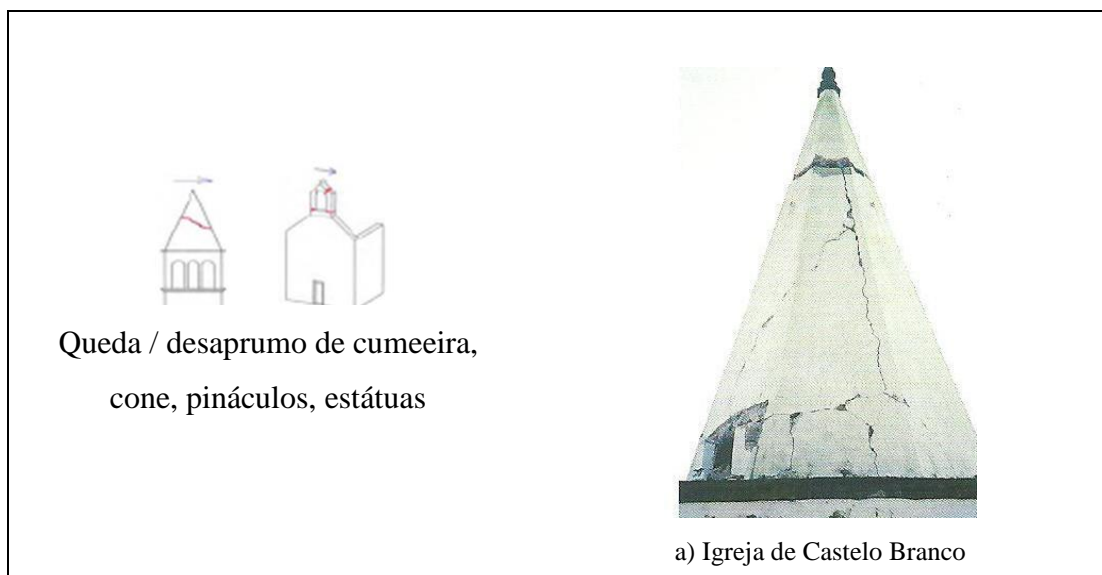 Queda / desaprumo de cumeeira,
cone, pináculos, estátuas
a) Igreja de Castelo Branco